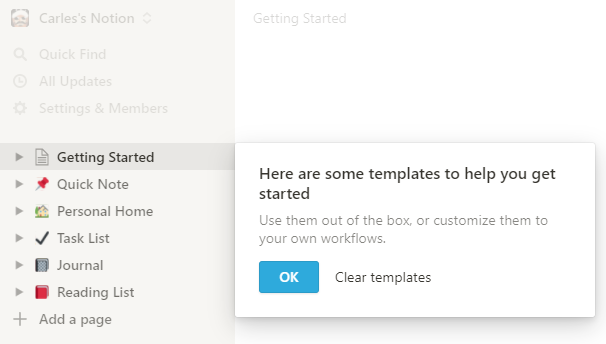 Carles's Notion
Getting Started
Quick Find
All Updates
Settings & Members
Getting Started
Quick Note
Personal Home
Task List
Journal
Reading List
Add a page
Here are some templates to help you get
started
Use them out of the box, or customize them to
your own workflows.
OK
Clear templates